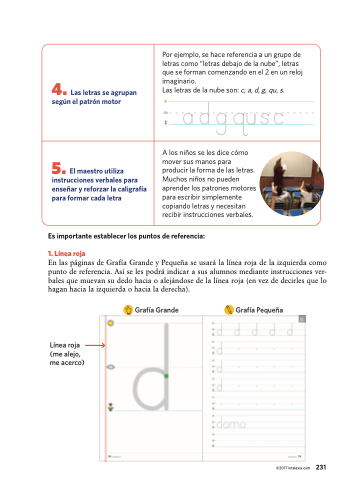 4. Las letras se agrupan
según el patrón motor
Por ejemplo, se hace referencia a un grupo de
letras como "letras debajo de la nube", letras
que se forman comenzando en el 2 en un reloj
imaginario.
Las letras de la nube son: c, a, d, g, qu, s.
a d g qu s c
5. El maestro utiliza
instrucciones verbales para
enseñar y reforzar la caligrafía
para formar cada letra
A los niños se les dice cómo
mover sus manos para
producir la forma de las letras.
Muchos niños no pueden
aprender los patrones motores
para escribir simplemente
copiando letras y necesitan
recibir instrucciones verbales.
Es importante establecer los puntos de referencia:
1. Línea roja
En las páginas de Grafía Grande y Pequeña se usará la línea roja de la izquierda como
punto de referencia. Así se les podrá indicar a sus alumnos mediante instrucciones ver-
bales que muevan su dedo hacia o alejándose de la línea roja (en vez de decirles que lo
hagan hacia la izquierda o hacia la derecha).
Grafía Grande
Grafía Pequeña
Línea roja
(me alejo,
me acerco)
d
d d d d d
d
d
d
dama
©2017 intalexia.com 231